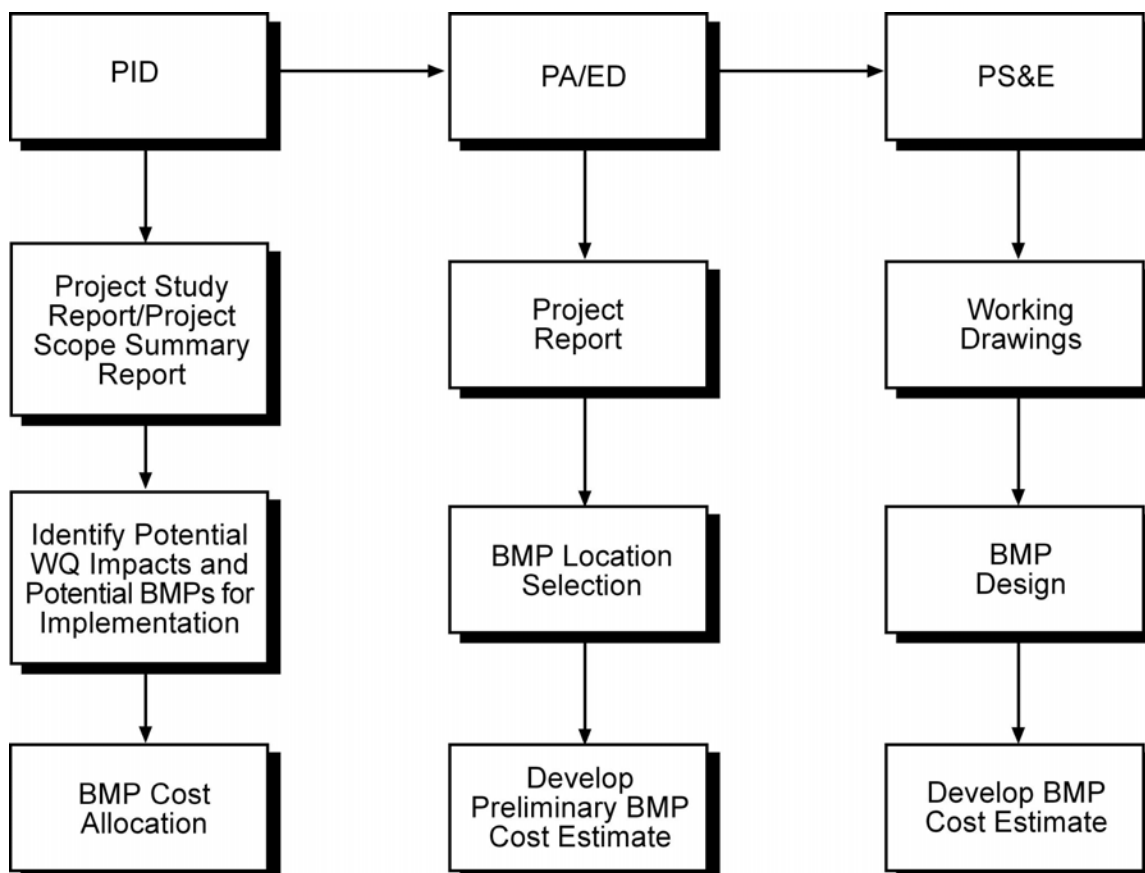 PID
PA/ED
PS&E
Project Study
Report/Project
Scope Summary
Report
Project
Report
Working
Drawings
Identify Potential
WQ Impacts and
Potential BMPs for
Implementation
BMP Location
Selection
BMP
Design
BMP Cost
Allocation
Develop
Preliminary BMP
Cost Estimate
Develop BMP
Cost Estimate